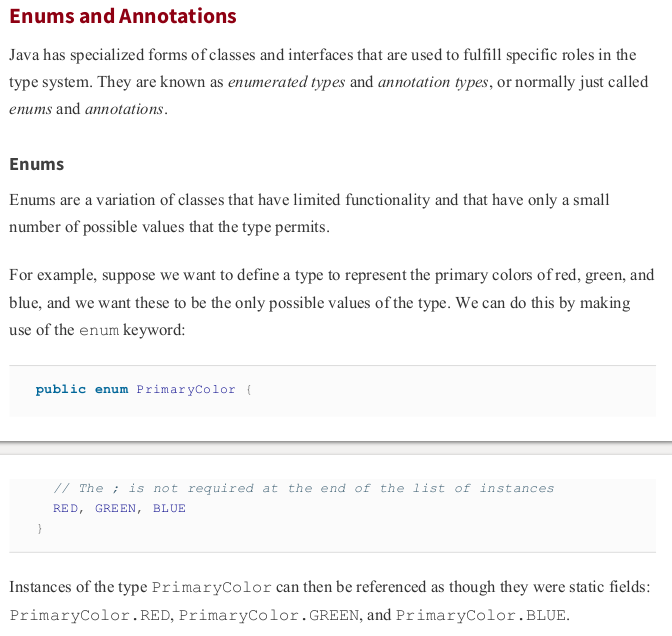 Enums and Annotations
Java has specialized forms of classes and interfaces that are used to fulfill specific roles in the
type system. They are known as enumerated types and annotation types, or normally just called
enums and annotations.
Enums
Enums are a variation of classes that have limited functionality and that have only a small
number of possible values that the type permits.
For example, suppose we want to define a type to represent the primary colors of red, green, and
blue, and we want these to be the only possible values of the type. We can do this by making
use of the enum keyword:
public enum PrimaryColor {
// The ; is not required at the end of the list of instances
RED, GREEN, BLUE
}
Instances of the type PrimaryColor can then be referenced as though they were static fields:
PrimaryColor.RED, PrimaryColor.GREEN, and PrimaryColor.BLUE.